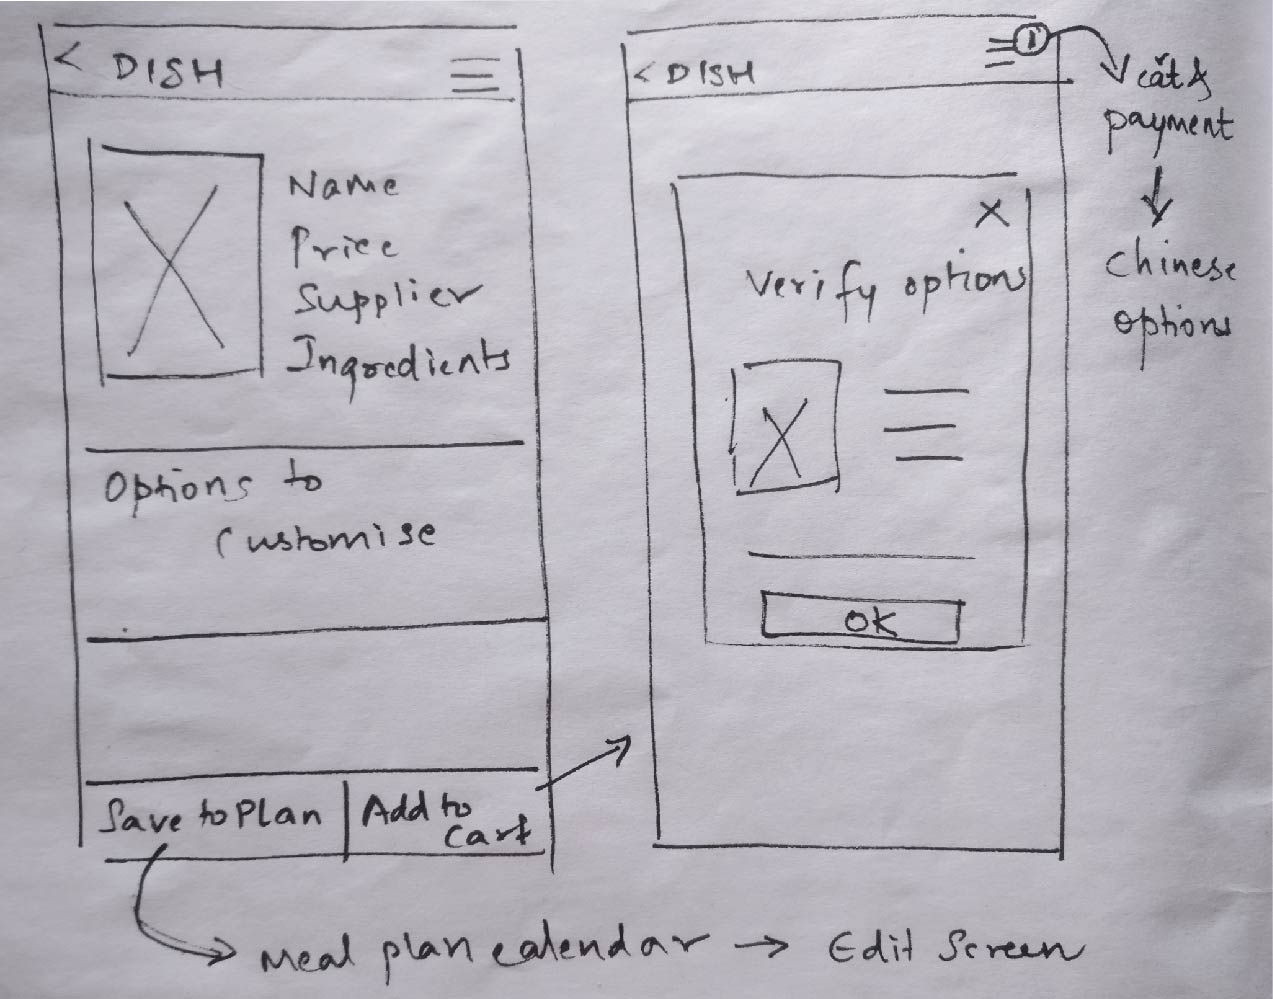 < DISH
Name
Price
Supplier
Ingredients
Options to
Customise
Save to Plan
Add to
Cart
Meal plan calendar → Edit Screen
< DISH
1
X
Verify options
OK
payment
↓
Chinese
options